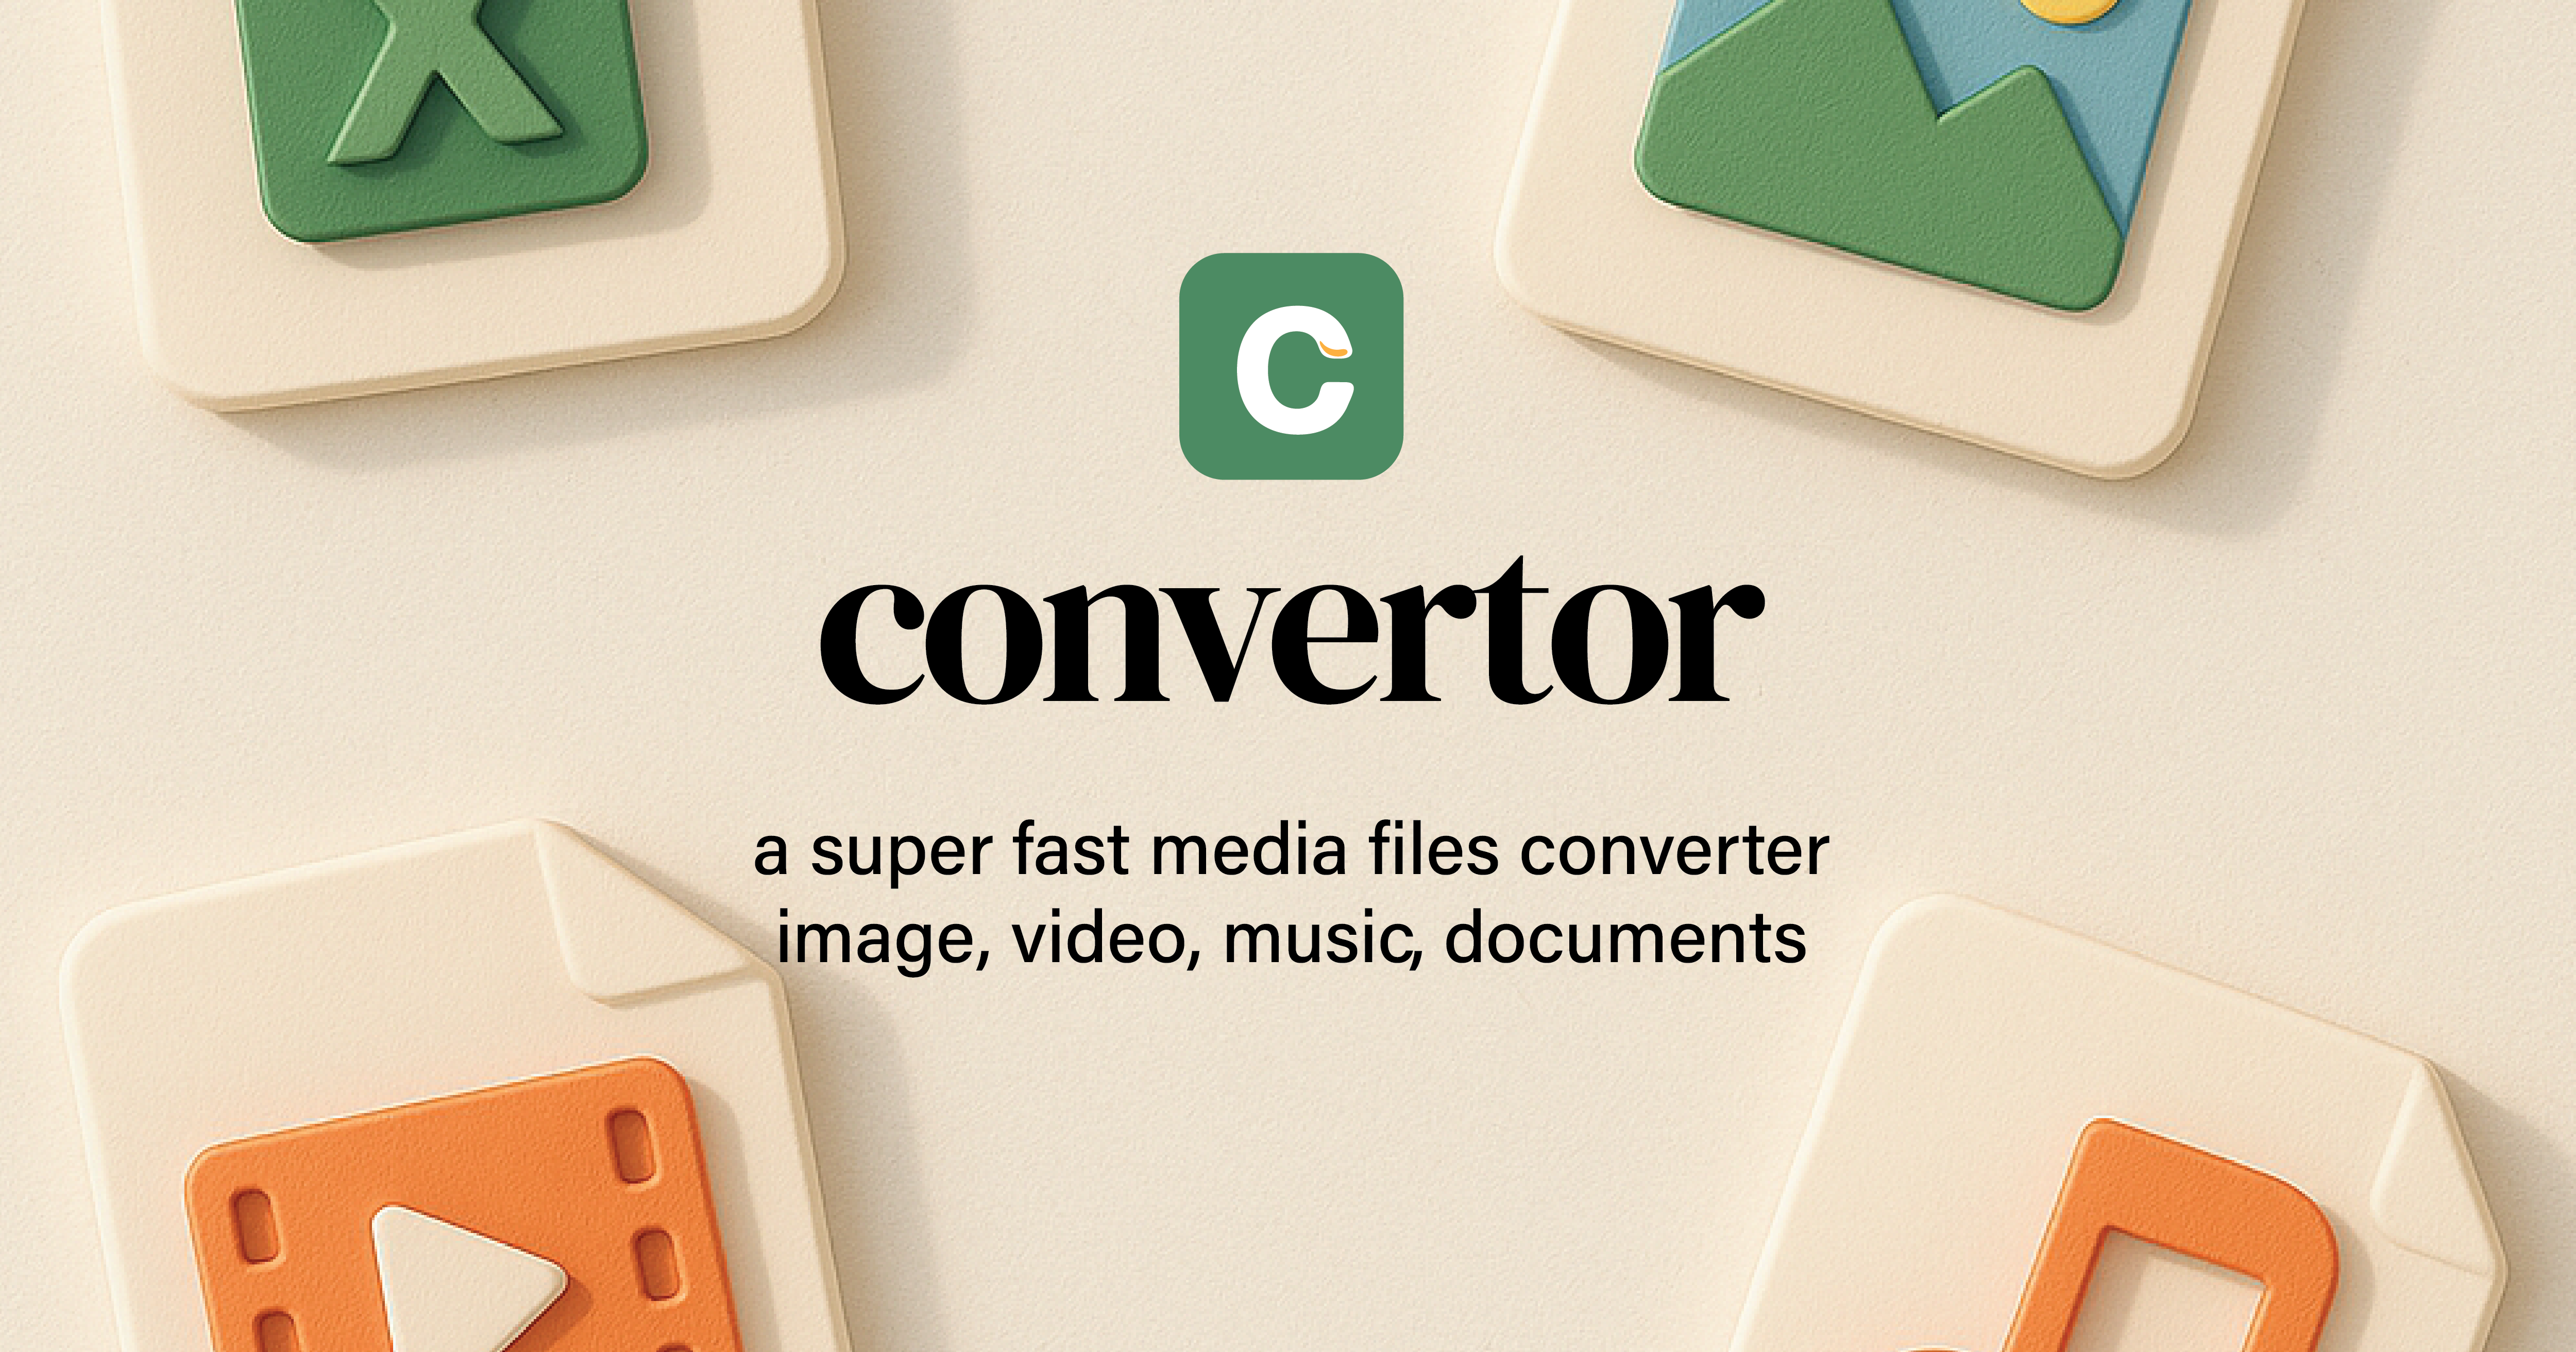 X
C
convertor
a super fast media files converter
image, video, music, documents